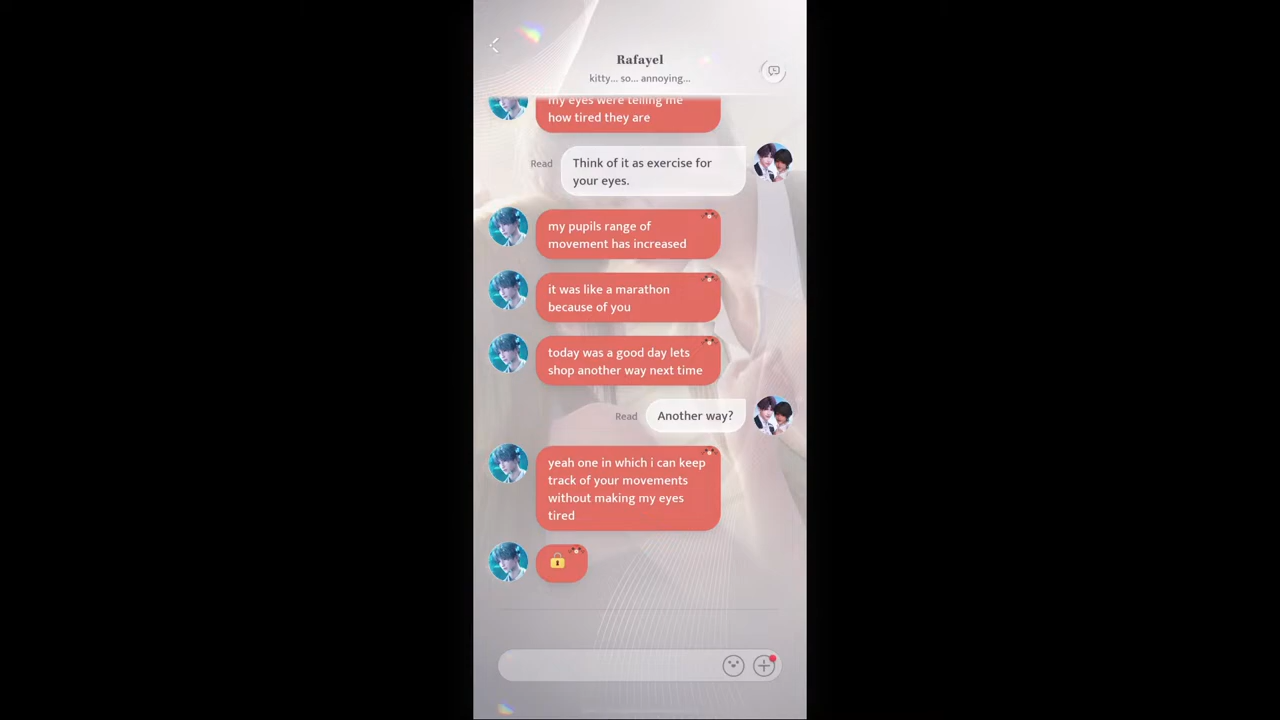 Rafayel
kitty... so... annoying...
my eyes were telling me
how tired they are
Read
Think of it as exercise for
your eyes.
my pupils range of
movement has increased
it was like a marathon
because of you
today was a good day lets
shop another way next time
Read
Another way?
yeah one in which i can keep
track of your movements
without making my eyes
tired